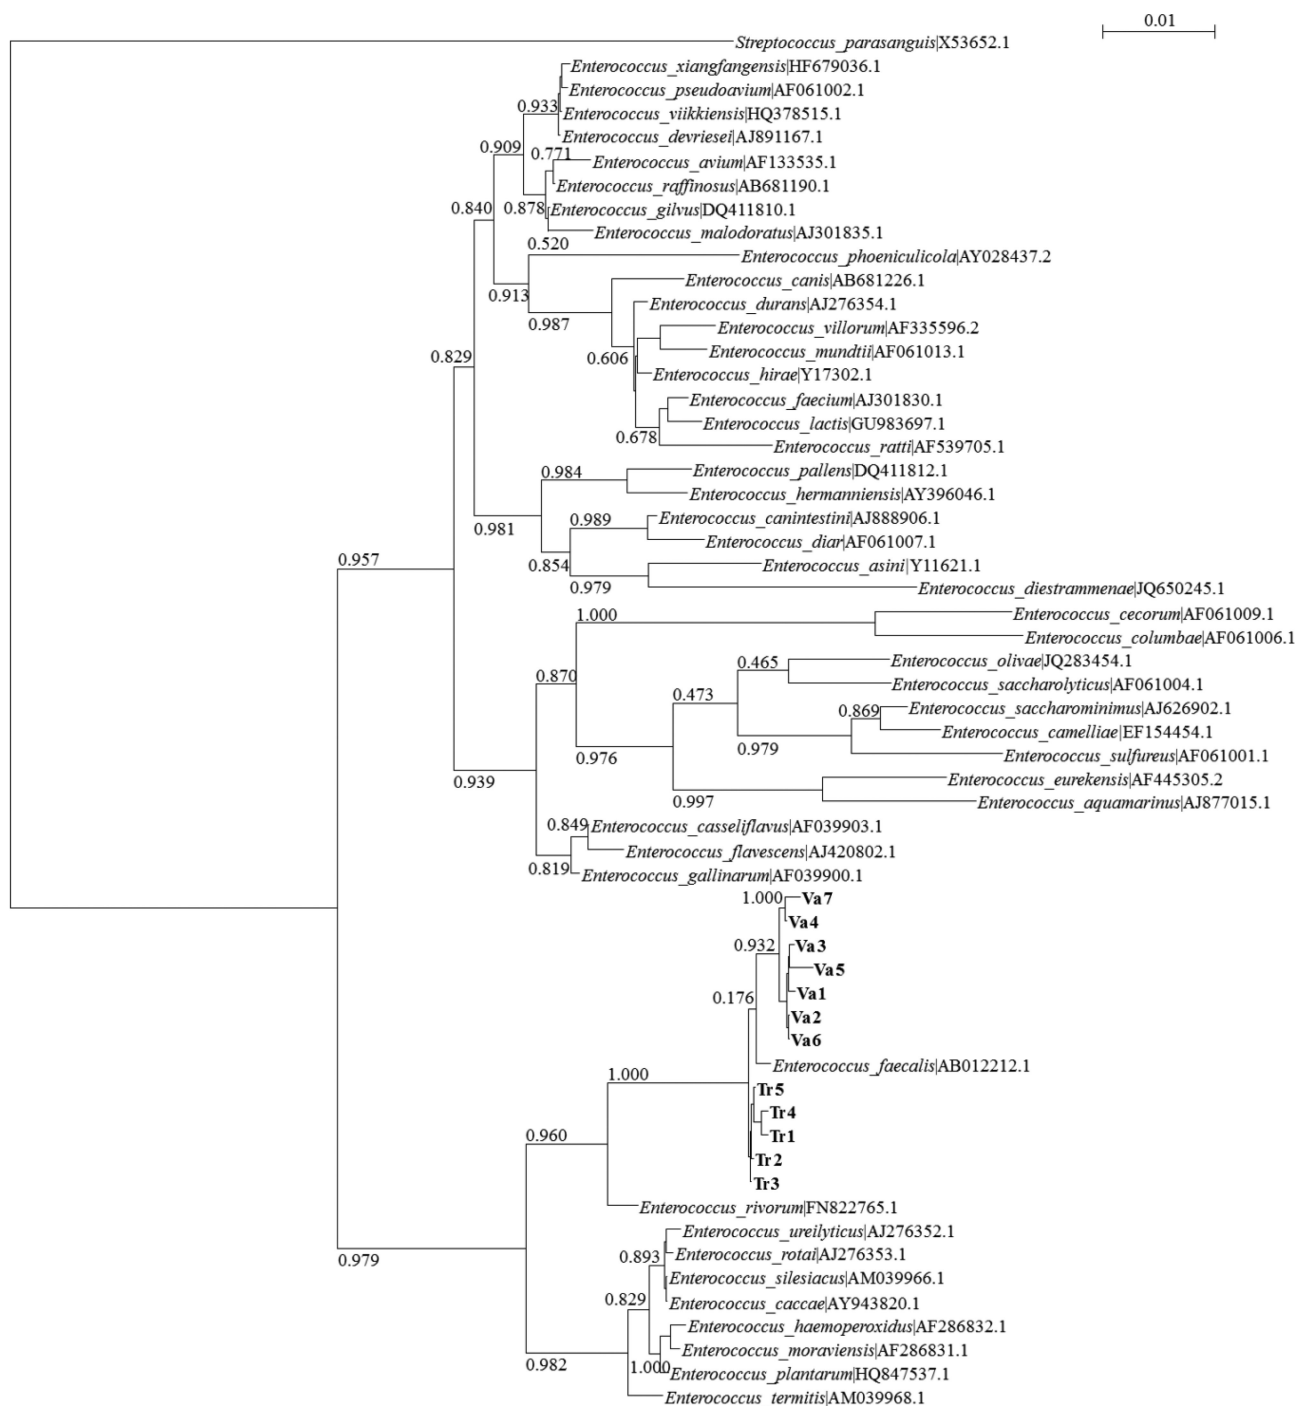 0.01
Streptococcus_parasanguis|X53652.1
Enterococcus_xiangfangensis|HF679036.1
Enterococcus_pseudoavium|AF061002.1
0.933
Enterococcus_viikkiensis|HQ378515.1
Enterococcus_devriesei|AJ891167.1
0.909
0.771
Enterococcus_avium|AF133535.1
Enterococcus_raffinosus|AB681190.1
0.840
0.878
Enterococcus_gilvus|DQ411810.1
Enterococcus_malodoratus|AJ301835.1
0.520
Enterococcus_phoeniculicola|AY028437.2
Enterococcus_canis|AB681226.1
0.913
Enterococcus_durans|AJ276354.1
0.987
Enterococcus_villorum|AF335596.2
0.829
0.606
Enterococcus_mundtii|AF061013.1
Enterococcus_hirae|Y17302.1
Enterococcus_faecium|AJ301830.1
Enterococcus_lactis|GU983697.1
0.678
Enterococcus_ratti|AF539705.1
0.984
Enterococcus_pallens|DQ411812.1
Enterococcus_hermanniensis|AY396046.1
0.981
0.989
Enterococcus_canintestini|AJ888906.1
Enterococcus_diar|AF061007.1
0.957
0.854
Enterococcus_asini|Y11621.1
0.979
Enterococcus_diestrammenae|JQ650245.1
1.000
Enterococcus_cecorum|AF061009.1
Enterococcus_columbae|AF061006.1
0.465
Enterococcus_olivae|JQ283454.1
0.870
Enterococcus_saccharolyticus|AF061004.1
0.473
0.869
Enterococcus_saccharominimus|AJ626902.1
Enterococcus_camelliae|EF154454.1
0.976
0.979
Enterococcus_sulfureus|AF061001.1
0.939
Enterococcus_eurekensis|AF445305.2
0.997
Enterococcus_aquamarinus|AJ877015.1
0.849
Enterococcus_casseliflavus|AF039903.1
Enterococcus_flavescens|AJ420802.1
0.819
Enterococcus_gallinarum|AF039900.1
1.000
Va7
Va4
0.932
Va3
Va5
0.176
Va1
Va2
Va6
Enterococcus_faecalis|AB012212.1
1.000
Tr5
Tr4
0.960
Tr1
Tr2
Tr3
Enterococcus_rivorum|FN822765.1
Enterococcus_ureilyticus|AJ276352.1
0.979
0.893
Enterococcus_rotai|AJ276353.1
Enterococcus_silesiacus|AM039966.1
0.829
Enterococcus_caccae|AY943820.1
Enterococcus_haemoperoxidus|AF286832.1
Enterococcus_moraviensis|AF286831.1
0.982
1.000
Enterococcus_plantarum|HQ847537.1
Enterococcus_termitis|AM039968.1